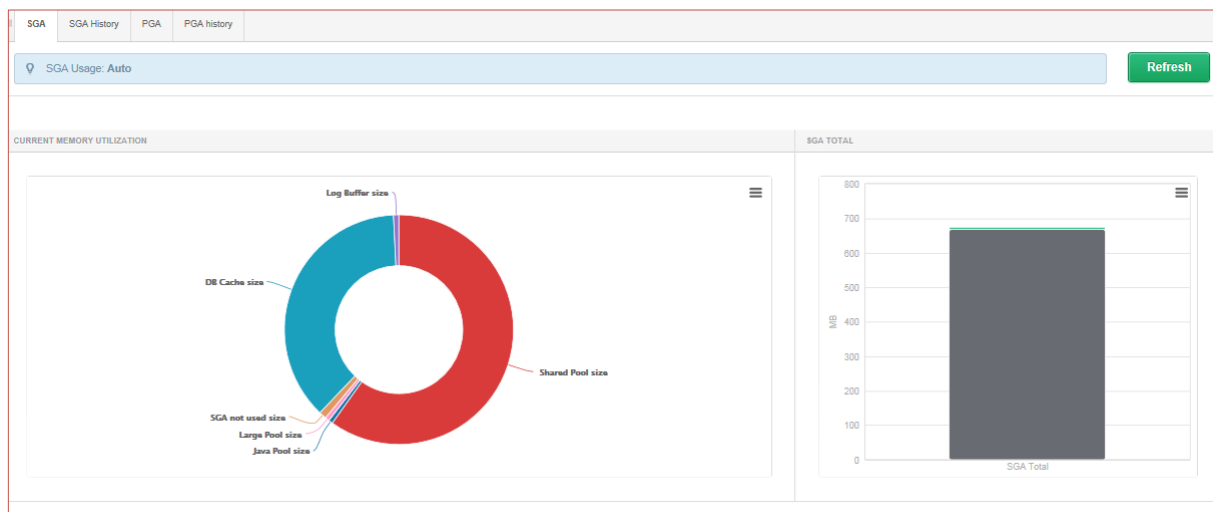 SGA SGA History PGA PGA history
SGA Usage: Auto
Refresh
CURRENT MEMORY UTILIZATION
SGA TOTAL
Log Buffer size
DB Cache size
Shared Pool size
SGA not used size
Large Pool size
Java Pool size
800
700
600
500
400
300
200
100
0
MB
SGA Total